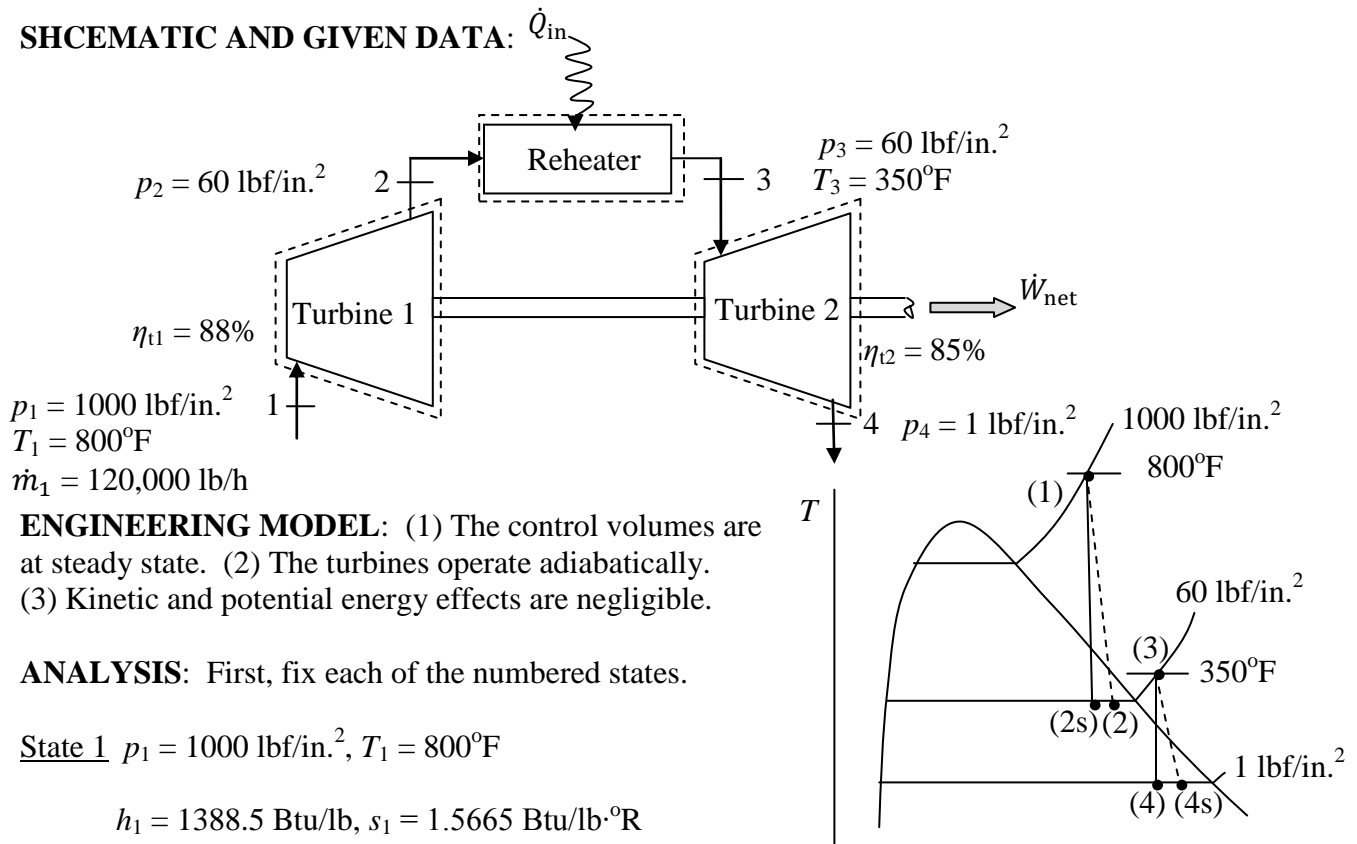 SHCEMATIC AND GIVEN DATA: Q̇in
Reheater
p2 = 60 lbf/in.²
2
3
p3 = 60 lbf/in.²
T3 = 350°F
Turbine 1
Turbine 2
Ẇnet
ηt1 = 88%
ηt2 = 85%
p1 = 1000 lbf/in.²
1
T1 = 800°F
ṁ1 = 120,000 lb/h
4
p4 = 1 lbf/in.²
ENGINEERING MODEL: (1) The control volumes are
at steady state. (2) The turbines operate adiabatically.
(3) Kinetic and potential energy effects are negligible.
ANALYSIS: First, fix each of the numbered states.
State 1 p1 = 1000 lbf/in.², T1 = 800°F
h1 = 1388.5 Btu/lb, s1 = 1.5665 Btu/lb·°R
T
1000 lbf/in.²
800°F
(1)
60 lbf/in.²
(3)
350°F
(2s) (2)
1 lbf/in.²
(4) (4s)